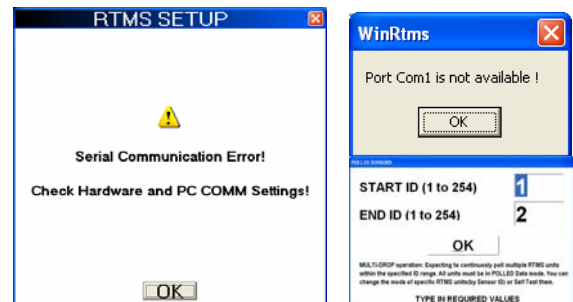 RTMS SETUP
Serial Communication Error!
Check Hardware and PC COMM Settings!
OK
WinRtms
Port Com1 is not available !
OK
POLLED SENSORS
START ID (1 to 254) 1
END ID (1 to 254) 2
OK
MULTI-DROP operation: Expecting to continuously poll multiple RTMS units
within the specified ID range. All units must be in POLLED Data mode. You can
change the mode of specific RTMS units(by Sensor ID) or Self Test them.
TYPE IN REQUIRED VALUES